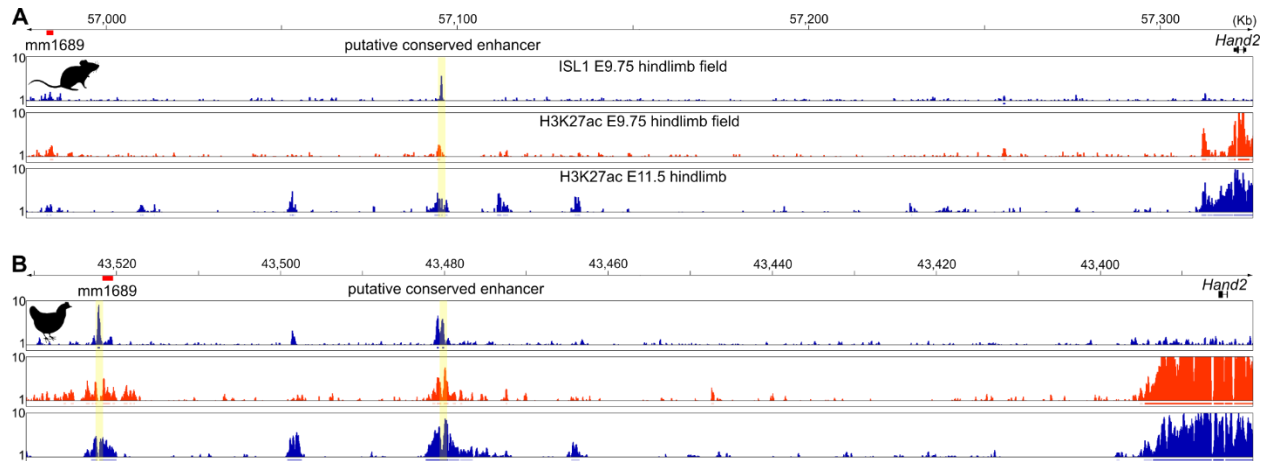 A
57,000 57,100 57,200 57,300 (Kb)
mm1689 putative conserved enhancer Hand2
10 ISL1 E9.75 hindlimb field
1
10 H3K27ac E9.75 hindlimb field
1
10 H3K27ac E11.5 hindlimb
1
B
43,520 43,500 43,480 43,460 43,440 43,420 43,400
mm1689 putative conserved enhancer Hand2
10
1
10
1
10
1